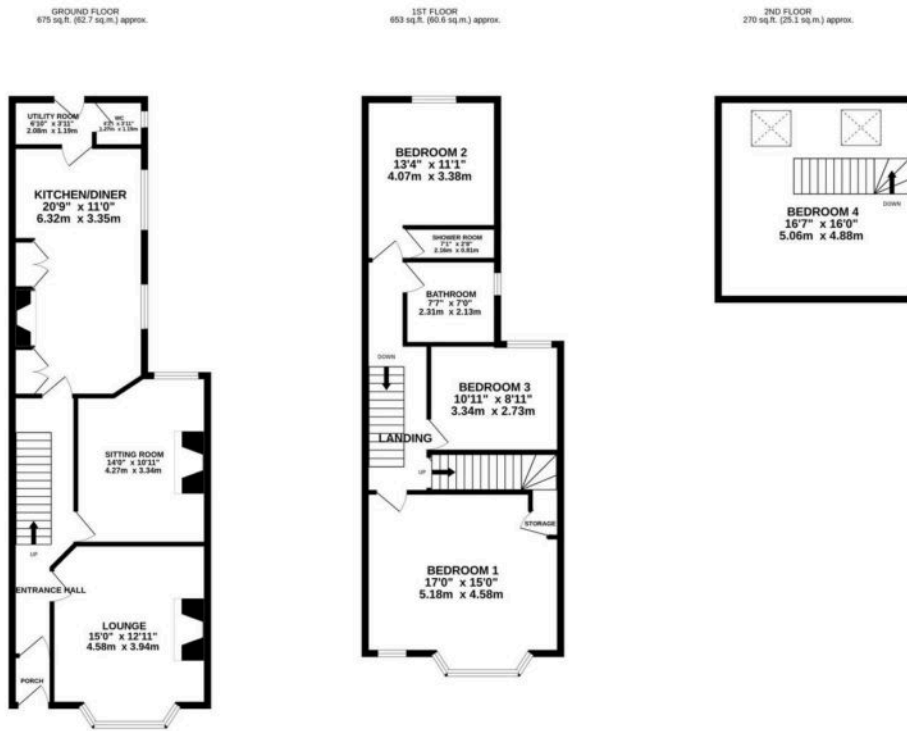 GROUND FLOOR
675 sq.ft. (62.7 sq.m.) approx.
UTILITY ROOM
6'10" x 3'11"
2.08m x 1.19m
WC
x 3'11"
x 1.19m
KITCHEN/DINER
20'9" x 11'0"
6.32m x 3.35m
SITTING ROOM
14'0" x 10'11"
4.27m x 3.34m
UP
ENTRANCE HALL
LOUNGE
15'0" x 12'11"
4.58m x 3.94m
PORCH
1ST FLOOR
653 sq.ft. (60.6 sq.m.) approx.
BEDROOM 2
13'4" x 11'1"
4.07m x 3.38m
SHOWER ROOM
7'1" x
2.16m x
BATHROOM
7'7" x 7'0"
2.31m x 2.13m
DOWN
BEDROOM 3
10'11" x 8'11"
3.34m x 2.73m
LANDING
UP
STORAGE
BEDROOM 1
17'0" x 15'0"
5.18m x 4.58m
2ND FLOOR
270 sq.ft. (25.1 sq.m.) approx.
DOWN
BEDROOM 4
16'7" x 16'0"
5.06m x 4.88m